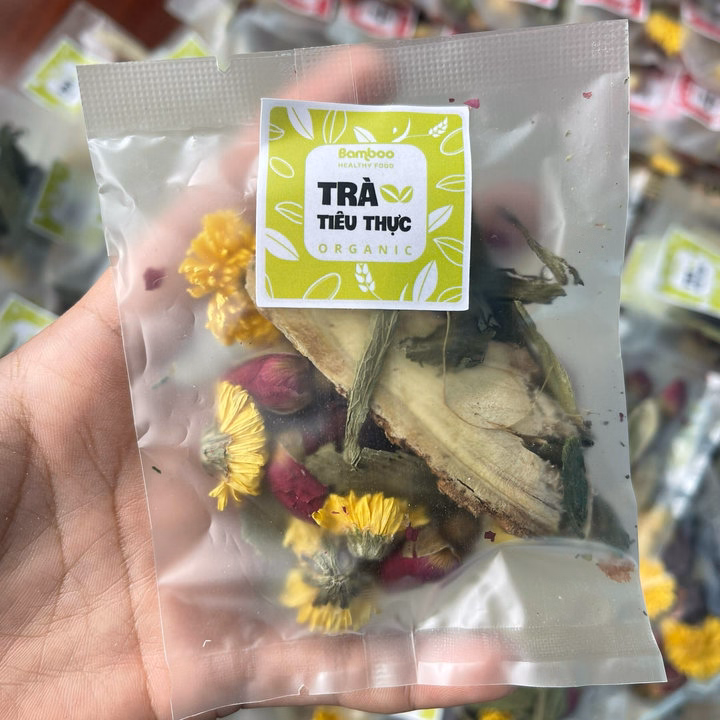 Bamboo
HEALTHY FOOD
TRÀ
TIÊU THỰC
ORGANIC